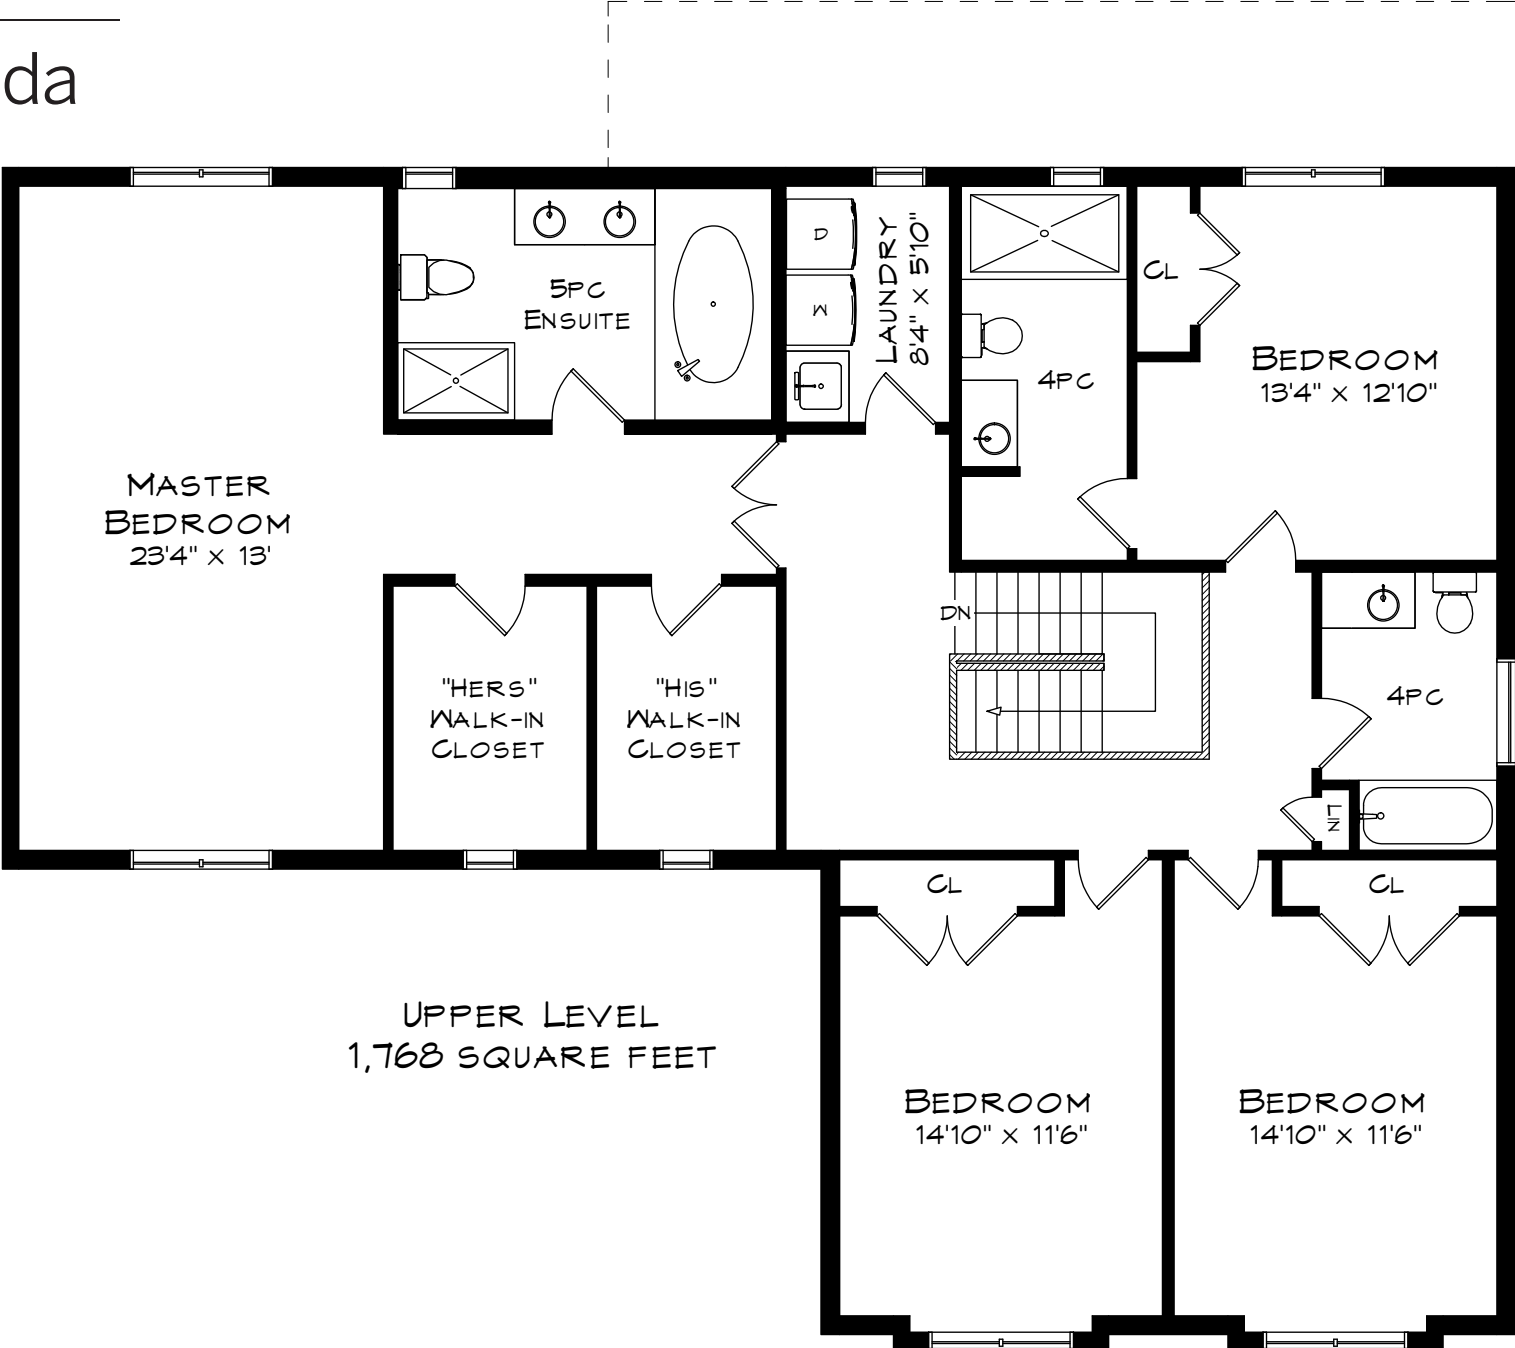 da
5PC
ENSUITE
D
W
LAUNDRY
8'4" x 5'10"
4PC
CL
BEDROOM
13'4" x 12'10"
MASTER
BEDROOM
23'4" x 13'
DN
"HERS"
WALK-IN
CLOSET
"HIS"
WALK-IN
CLOSET
4PC
LIN
CL
CL
UPPER LEVEL
1,768 SQUARE FEET
BEDROOM
14'10" x 11'6"
BEDROOM
14'10" x 11'6"